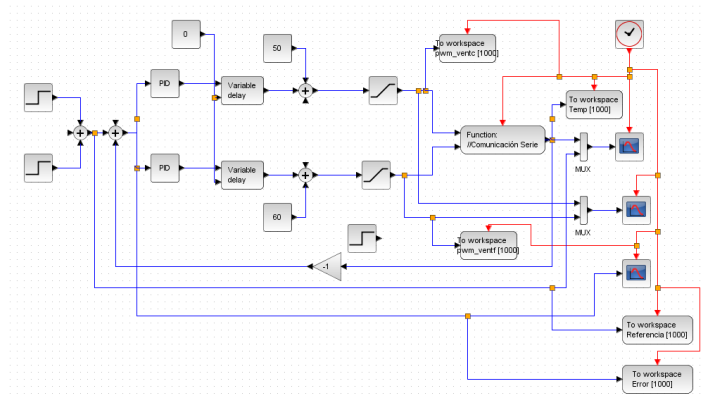 0
50
To workspace
pwm_ventc [1000]
PID
Variable
delay
To workspace
Temp [1000]
Function:
//Comunicación Serie
MUX
PID
Variable
delay
60
MUX
To workspace
pwm_ventf [1000]
-1
To workspace
Referencia [1000]
To workspace
Error [1000]